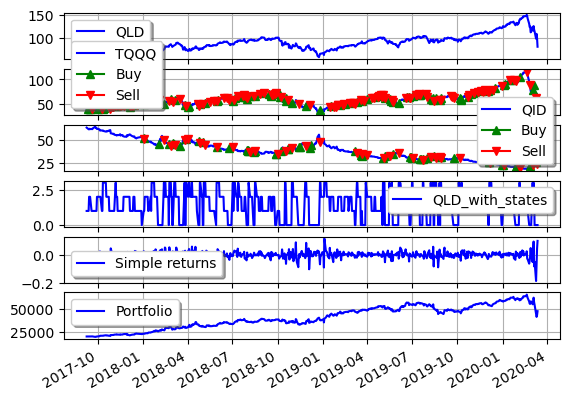 150
100
QLD
TQQQ
Buy
Sell
100
50
QID
Buy
Sell
50
25
2.5
0.0
QLD_with_states
0.0
−0.2
Simple returns
50000
25000
Portfolio
2017-10
2018-01
2018-04
2018-07
2018-10
2019-01
2019-04
2019-07
2019-10
2020-01
2020-04